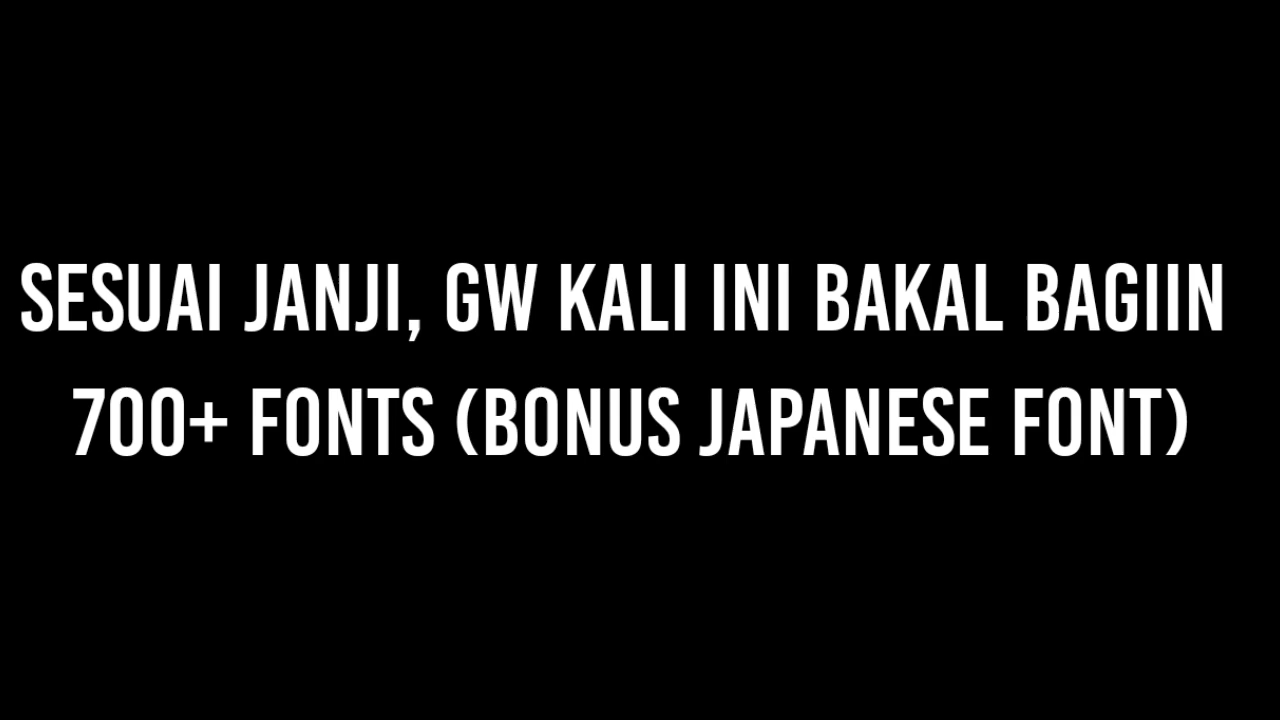 SESUAI JANJI, GW KALI INI BAKAL BAGIIN
700+ FONTS (BONUS JAPANESE FONT)